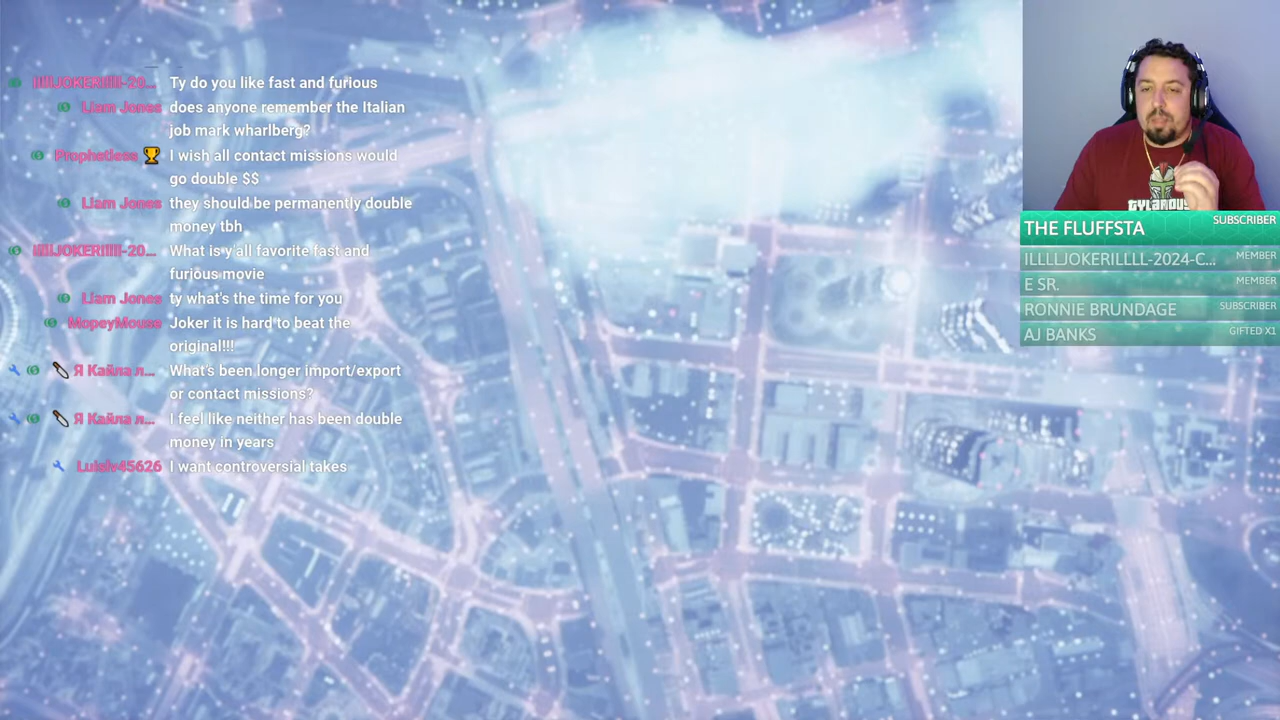 Ty do you like fast and furious
Liam Jones does anyone remember the Italian
job mark wharlberg?
Prophetless I wish all contact missions would
go double $$
Liam Jones they should be permanently double
money tbh
What is y'all favorite fast and
furious movie
Liam Jones ty what's the time for you
MopeyMouse Joker it is hard to beat the
original!!!
Я Кайла л... What's been longer import/export
or contact missions?
Я Кайла л... I feel like neither has been double
money in years
Luisiv45626 I want controversial takes
TYLARIOUS
THE FLUFFSTA SUBSCRIBER
ILLLLJOKERILLLL-2024-C... MEMBER
E SR. MEMBER
RONNIE BRUNDAGE SUBSCRIBER
AJ BANKS GIFTED X1